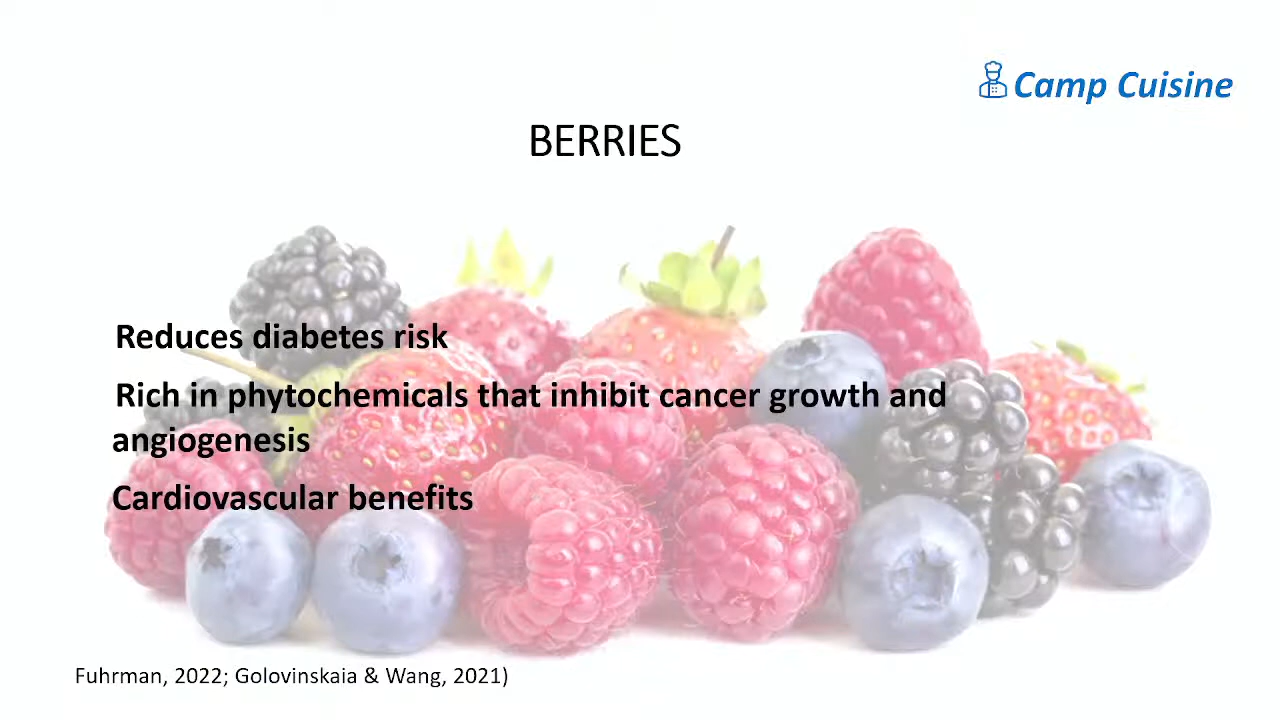 Camp Cuisine
BERRIES
Reduces diabetes risk
Rich in phytochemicals that inhibit cancer growth and
angiogenesis
Cardiovascular benefits
Fuhrman, 2022; Golovinskaia & Wang, 2021)